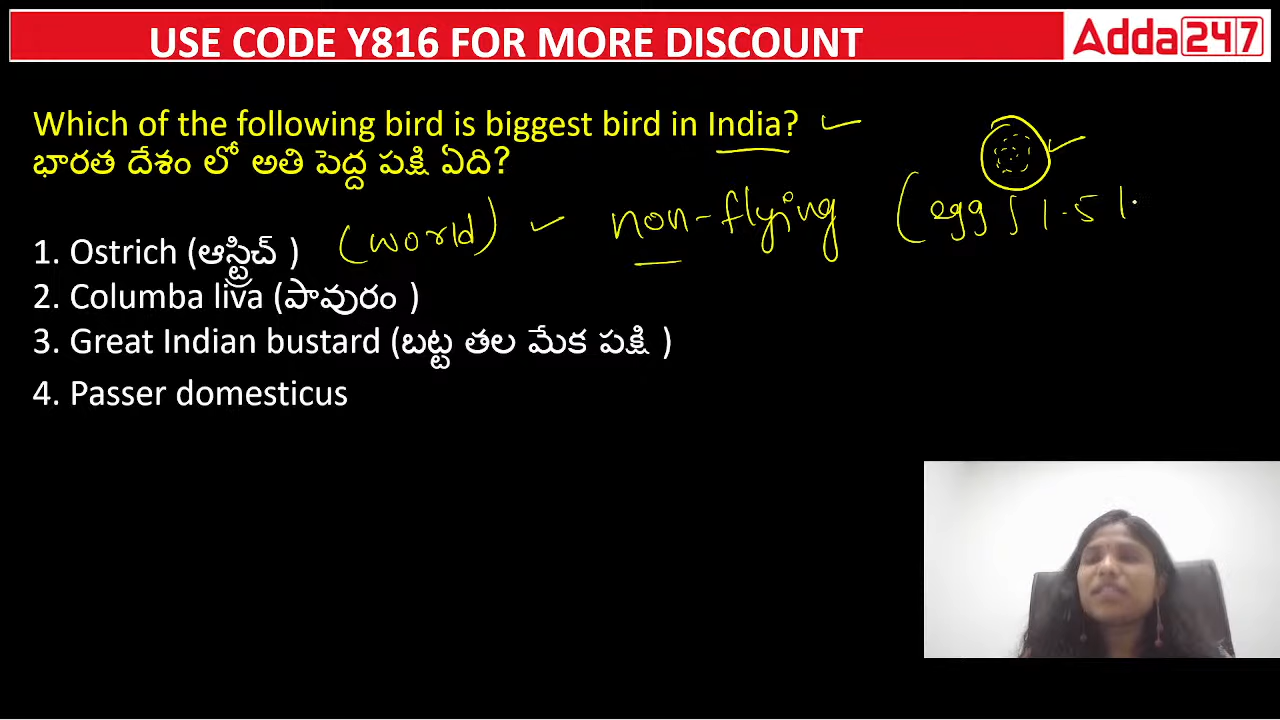 USE CODE Y816 FOR MORE DISCOUNT
Adda247
Which of the following bird is biggest bird in India?
భారత దేశం లో అతి పెద్ద పక్షి ఏది?
(world) non-flying (egg 1.5
1. Ostrich (ఆస్ట్రిచ్ )
2. Columba liva (పావురం )
3. Great Indian bustard (బట్ట తల మేక పక్షి )
4. Passer domesticus